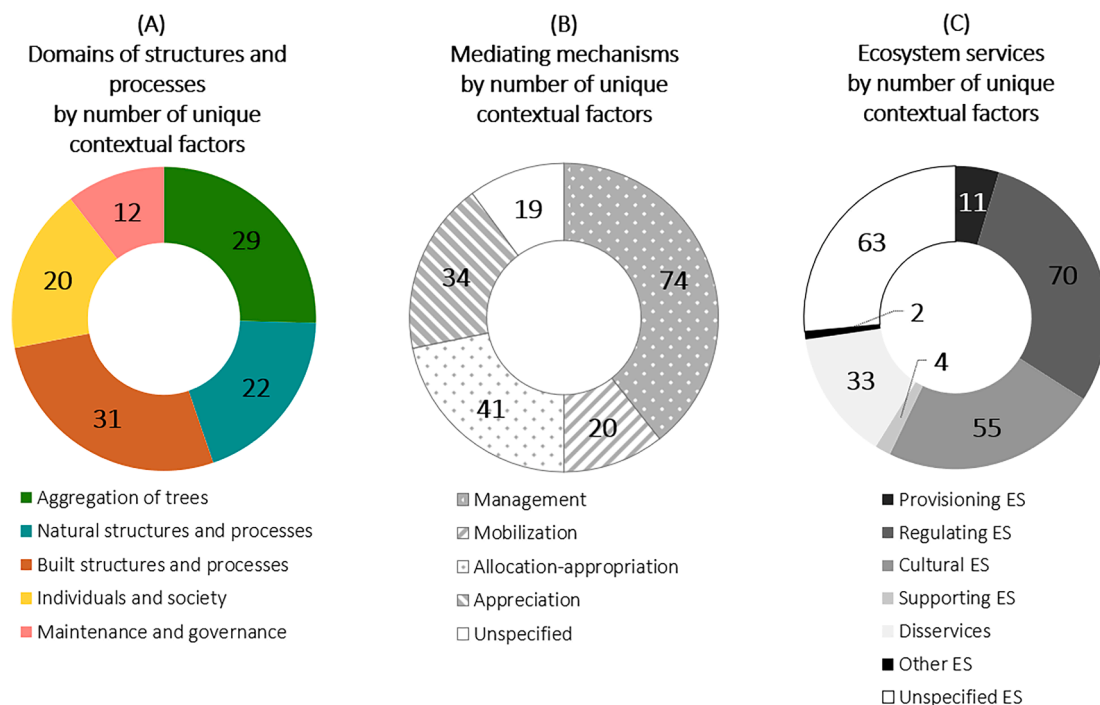 (A)
Domains of structures and
processes
by number of unique
contextual factors
29
22
31
20
12
Aggregation of trees
Natural structures and processes
Built structures and processes
Individuals and society
Maintenance and governance
(B)
Mediating mechanisms
by number of unique
contextual factors
74
20
41
34
19
Management
Mobilization
Allocation-appropriation
Appreciation
Unspecified
(C)
Ecosystem services
by number of unique
contextual factors
11
70
55
4
33
2
63
Provisioning ES
Regulating ES
Cultural ES
Supporting ES
Disservices
Other ES
Unspecified ES